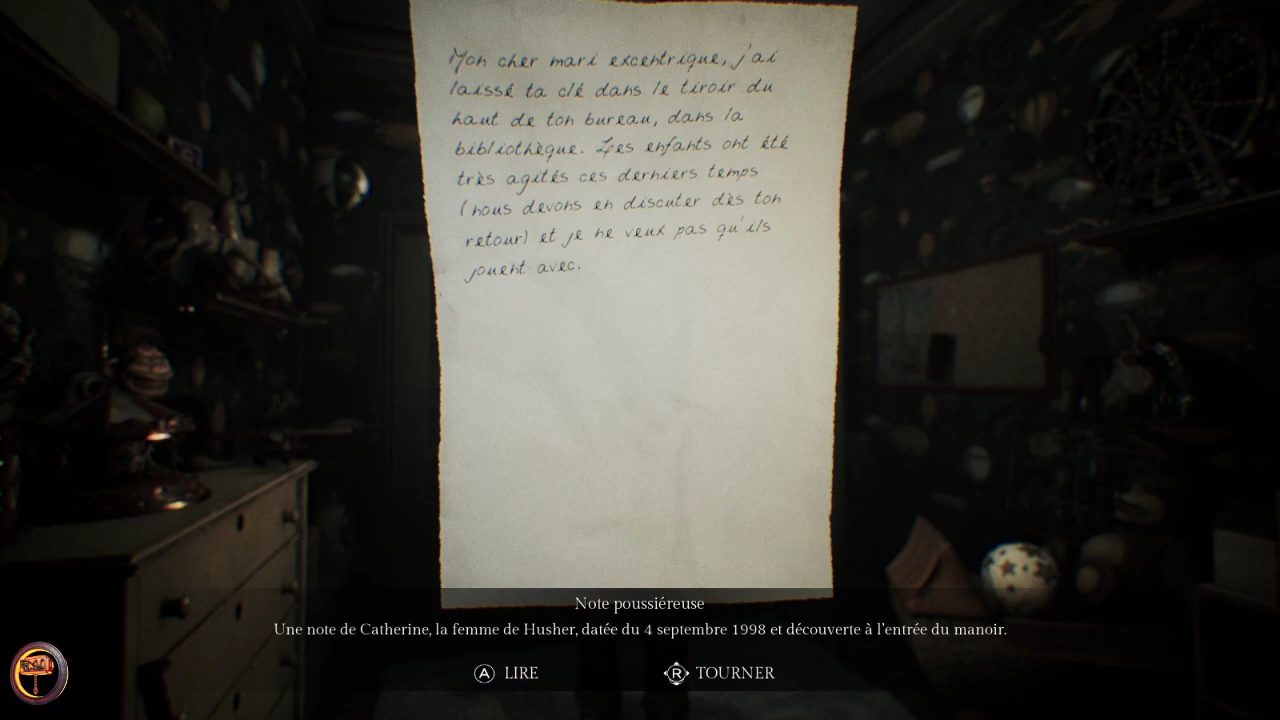 Mon cher mari excentrique, j'ai
laissé ta clé dans le tiroir du
haut de ton bureau, dans la
bibliothèque. Les enfants ont été
très agités ces derniers temps
(nous devons en discuter dès ton
retour) et je ne veux pas qu'ils
jouent avec.
Note poussiéreuse
Une note de Catherine, la femme de Husher, datée du 4 septembre 1998 et découverte à l'entrée du manoir.
A LIRE
R TOURNER